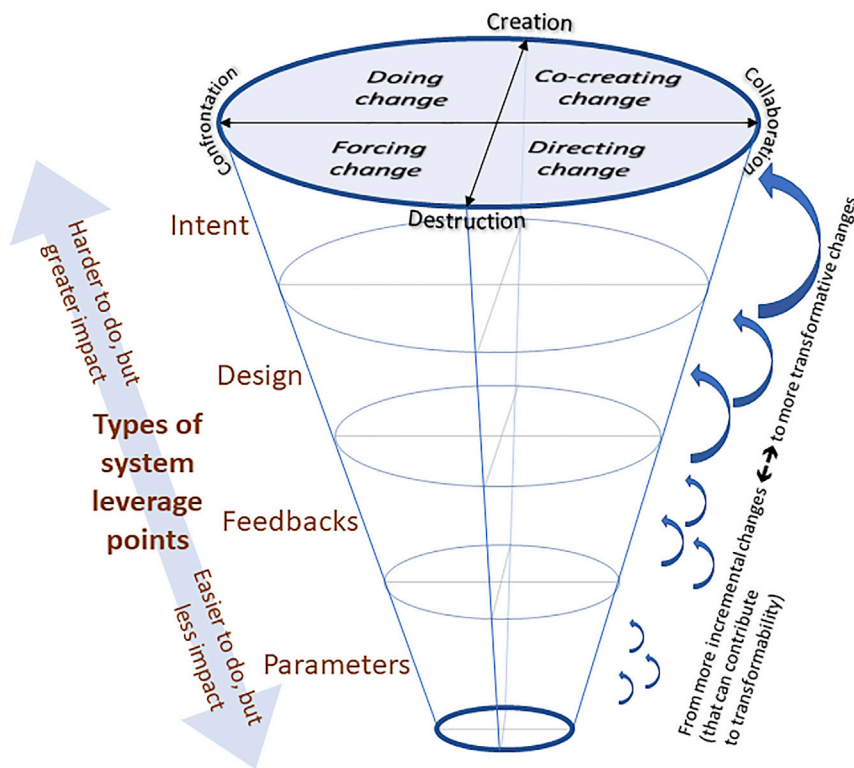 Creation
Confrontation
Collaboration
Doing
change
Co-creating
change
Forcing
change
Directing
change
Destruction
Intent
Design
Feedbacks
Parameters
Harder to do, but
greater impact
Types of
system
leverage
points
Easier to do, but
less impact
From more incremental changes ↔ to more transformative changes
(that can contribute
to transformability)